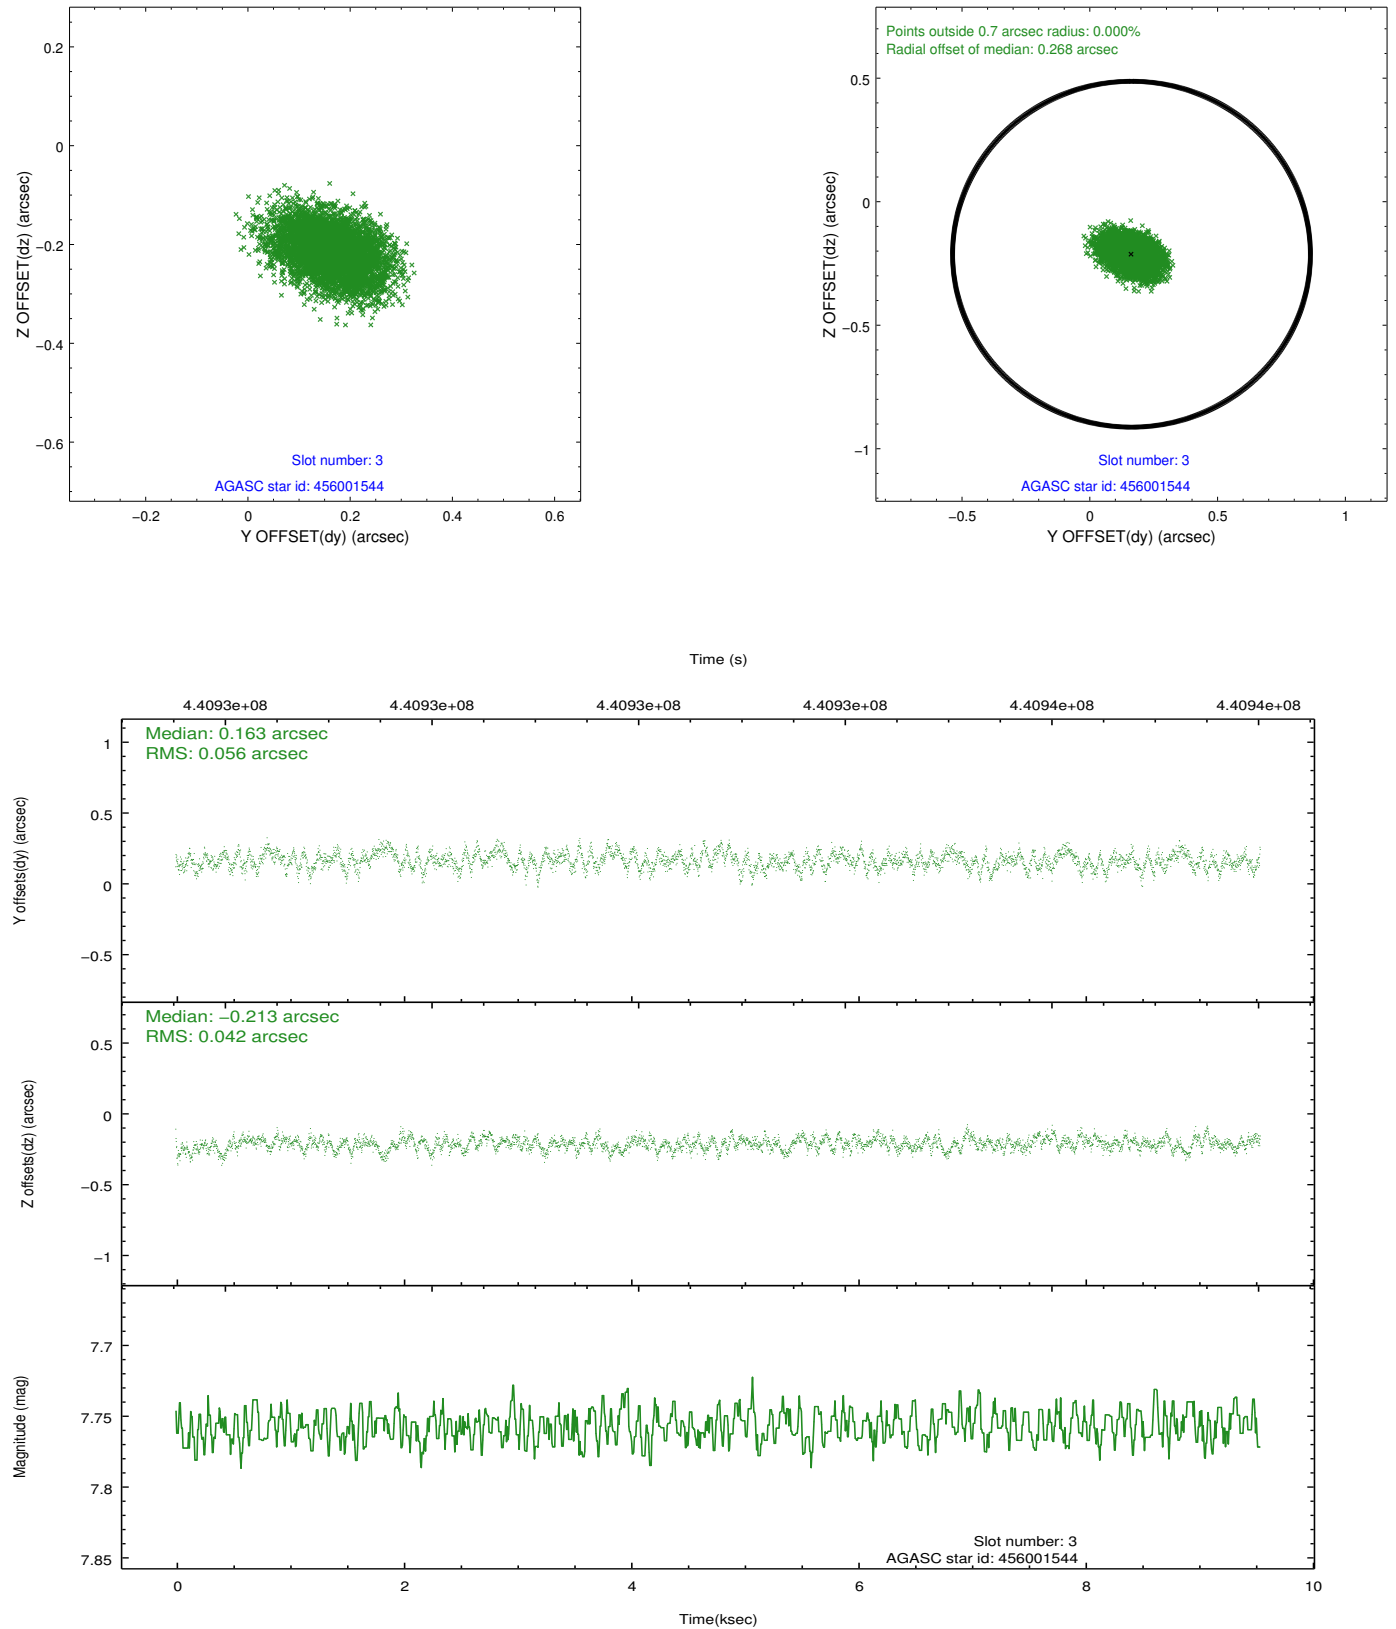 0.2
0
−0.2
−0.4
−0.6
Z OFFSET(dz) (arcsec)
Slot number: 3
AGASC star id: 456001544
−0.2
0
0.2
0.4
0.6
Y OFFSET(dy) (arcsec)
Points outside 0.7 arcsec radius: 0.000%
Radial offset of median: 0.268 arcsec
0.5
0
−0.5
−1
Z OFFSET(dz) (arcsec)
Slot number: 3
AGASC star id: 456001544
−0.5
0
0.5
1
Y OFFSET(dy) (arcsec)
Time (s)
4.4093e+08
4.4093e+08
4.4093e+08
4.4093e+08
4.4094e+08
4.4094e+08
Median: 0.163 arcsec
RMS: 0.056 arcsec
1
0.5
0
−0.5
Y offsets(dy) (arcsec)
Median: −0.213 arcsec
RMS: 0.042 arcsec
0.5
0
−0.5
−1
Z offsets(dz) (arcsec)
7.7
7.75
7.8
7.85
Magnitude (mag)
Slot number: 3
AGASC star id: 456001544
0
2
4
6
8
10
Time(ksec)